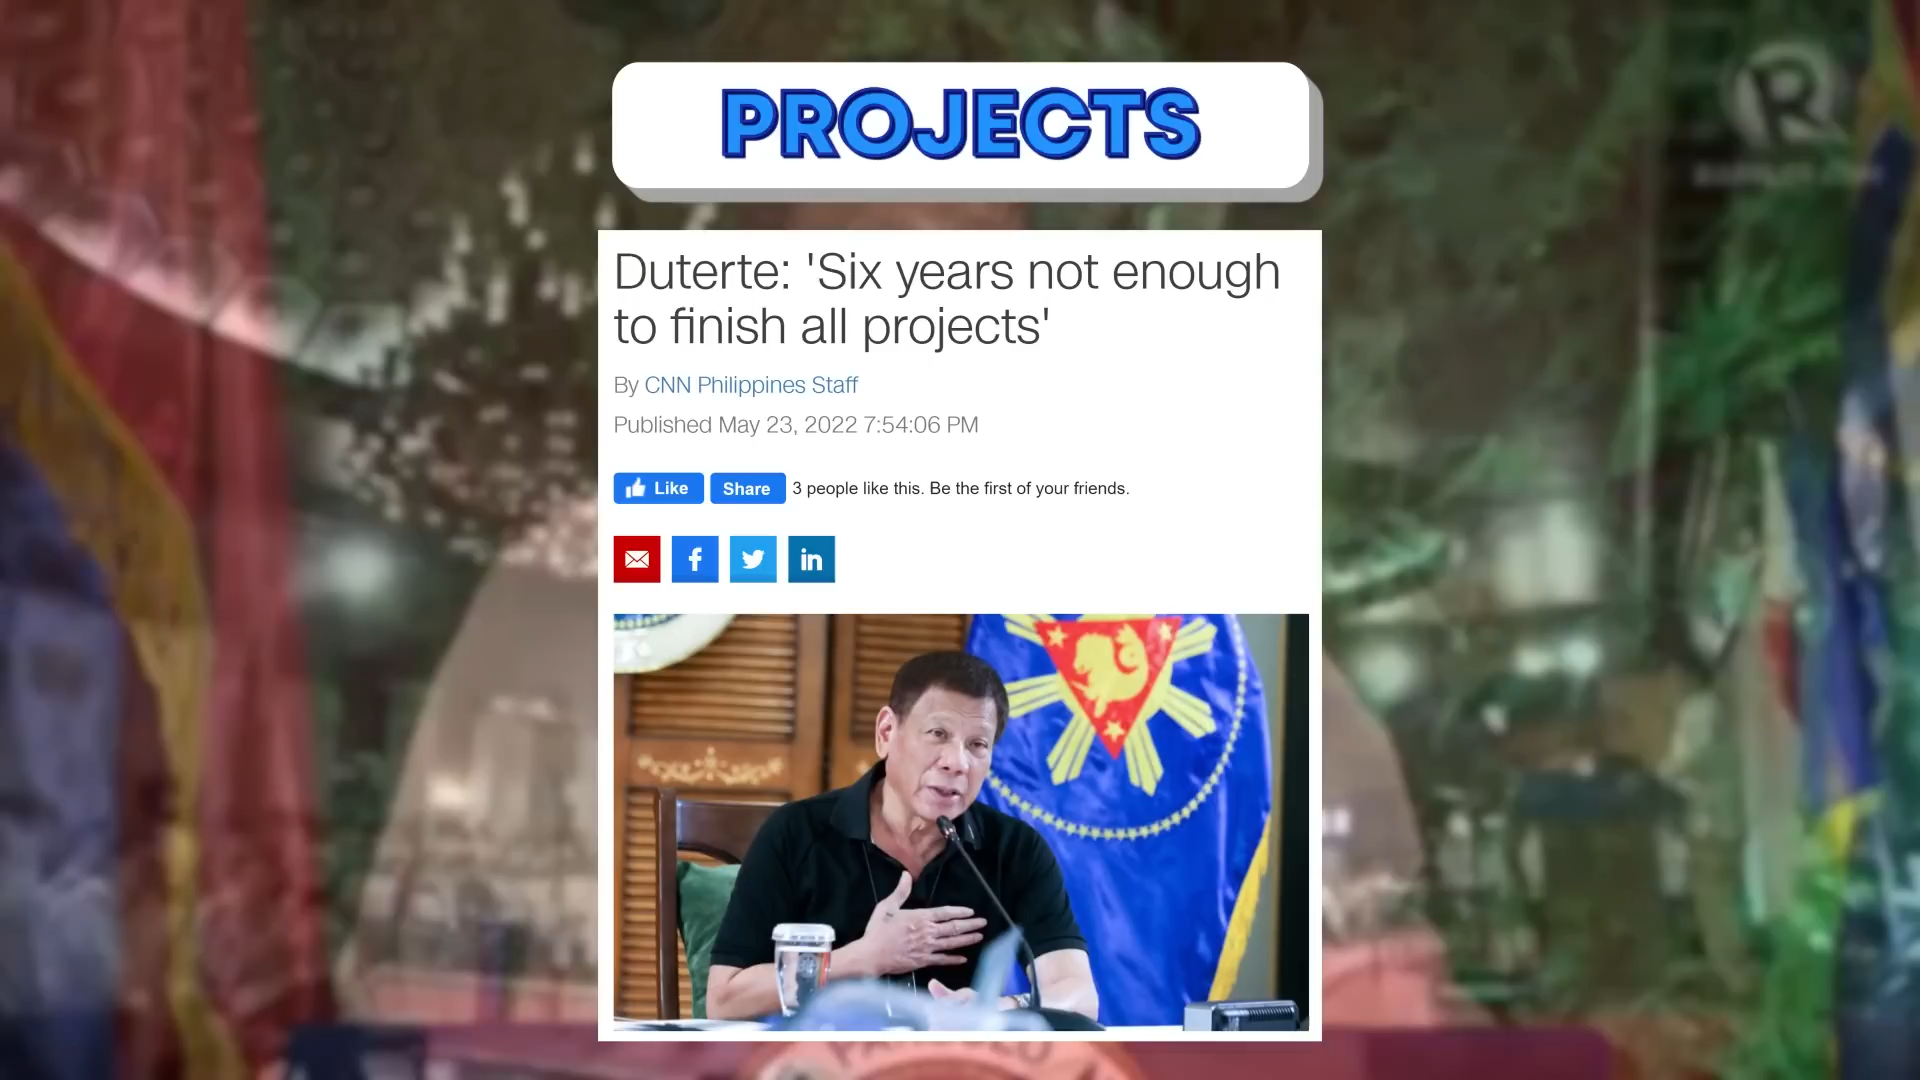 PROJECTS
Duterte: 'Six years not enough
to finish all projects'
By CNN Philippines Staff
Published May 23, 2022 7:54:06 PM
Like Share 3 people like this. Be the first of your friends.
f in
R